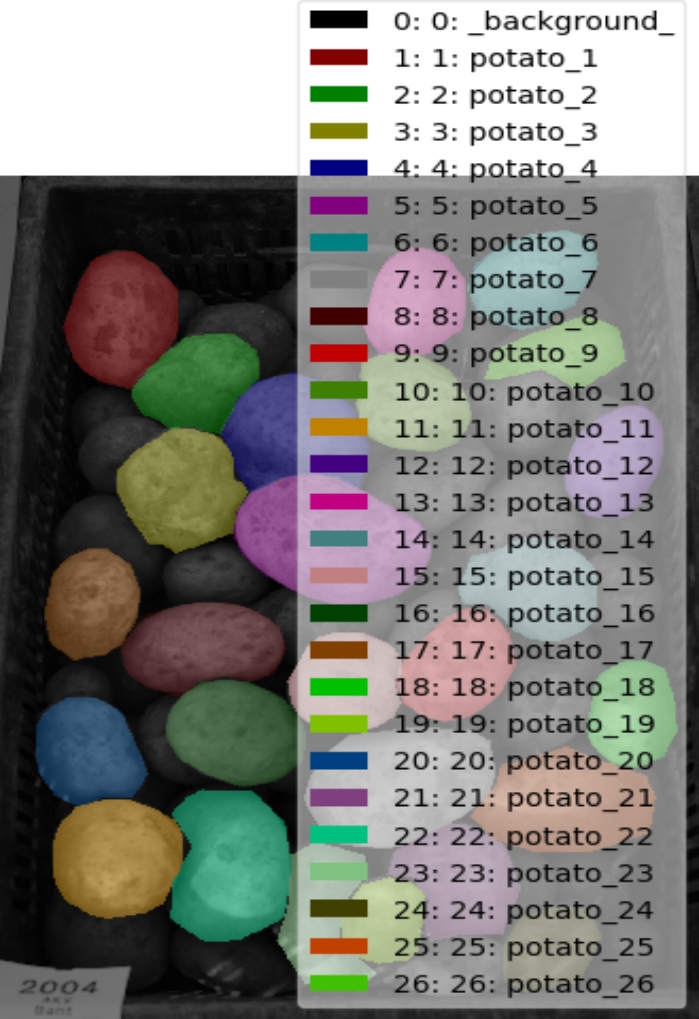 0: 0: _background_
1: 1: potato_1
2: 2: potato_2
3: 3: potato_3
4: 4: potato_4
5: 5: potato_5
6: 6: potato_6
7: 7: potato_7
8: 8: potato_8
9: 9: potato_9
10: 10: potato_10
11: 11: potato_11
12: 12: potato_12
13: 13: potato_13
14: 14: potato_14
15: 15: potato_15
16: 16: potato_16
17: 17: potato_17
18: 18: potato_18
19: 19: potato_19
20: 20: potato_20
21: 21: potato_21
22: 22: potato_22
23: 23: potato_23
24: 24: potato_24
25: 25: potato_25
26: 26: potato_26
2004